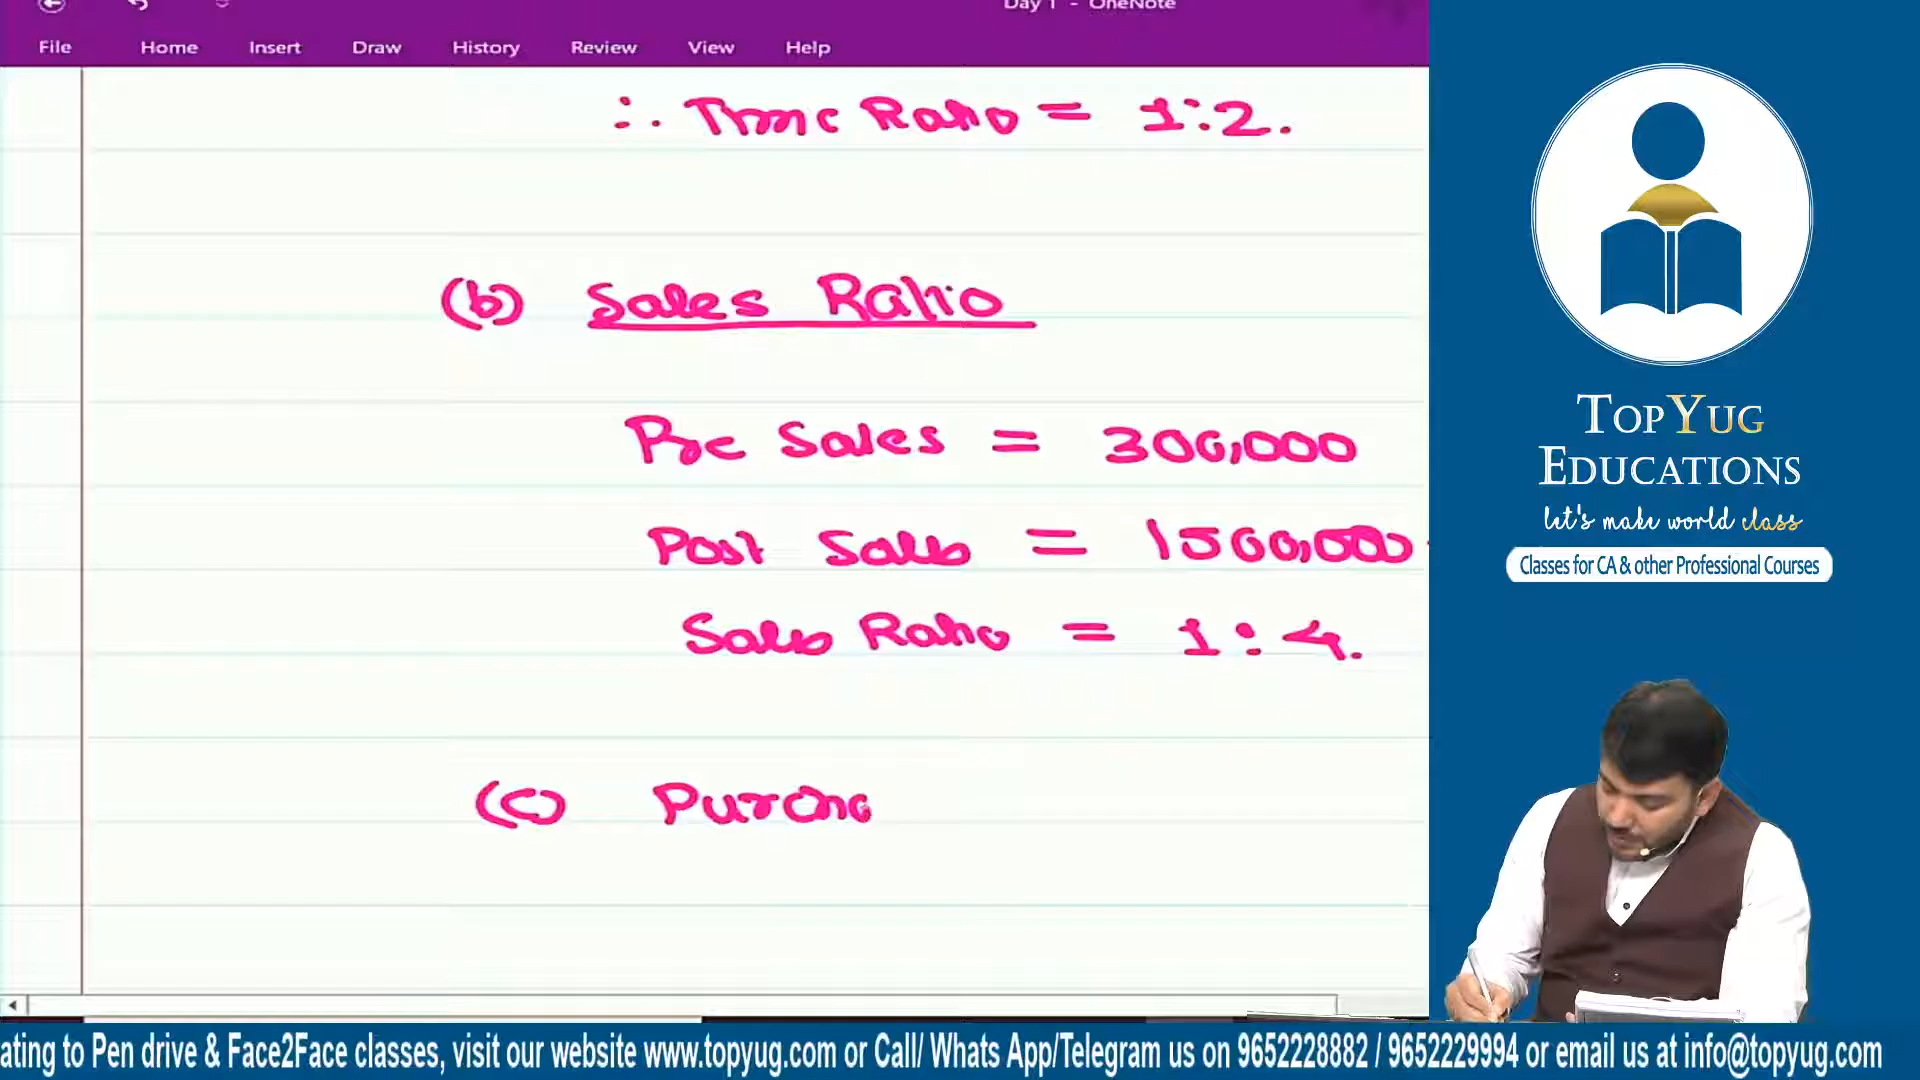 Day 1 - OneNote
File Home Insert Draw History Review View Help
∴ Time Ratio = 1:2.
(b) Sales Ratio
Pre Sales = 300,000
Post Sales = 1500,000
Sales Ratio = 1:4.
(c) Purcha
TOPYUG
EDUCATIONS
let's make world class
Classes for CA & other Professional Courses
ating to Pen drive & Face2Face classes, visit our website www.topyug.com or Call/ Whats App/Telegram us on 9652228882 / 9652229994 or email us at info@topyug.com